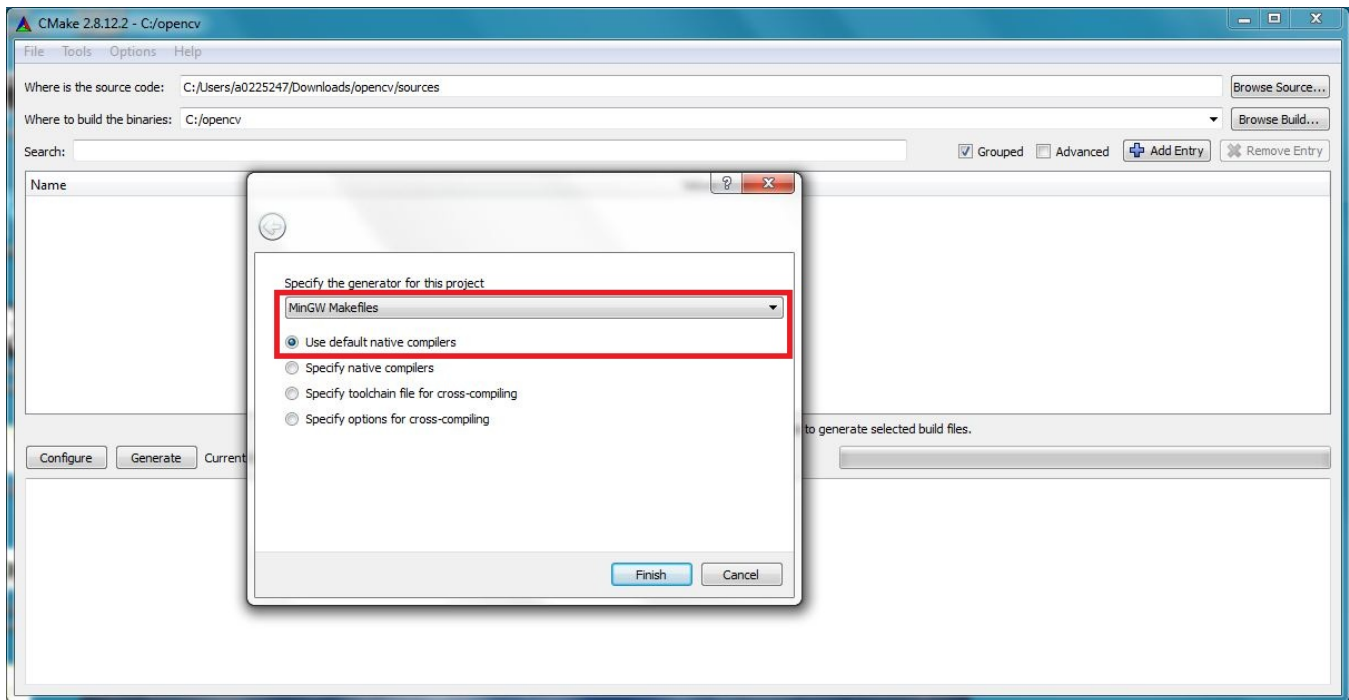 CMake 2.8.12.2 - C:/opencv
File Tools Options Help
Where is the source code: C:/Users/a0225247/Downloads/opencv/sources Browse Source...
Where to build the binaries: C:/opencv Browse Build...
Search: Grouped Advanced Add Entry Remove Entry
Name
Specify the generator for this project
MinGW Makefiles
Use default native compilers
Specify native compilers
Specify toolchain file for cross-compiling
Specify options for cross-compiling
to generate selected build files.
Configure Generate Current
Finish Cancel